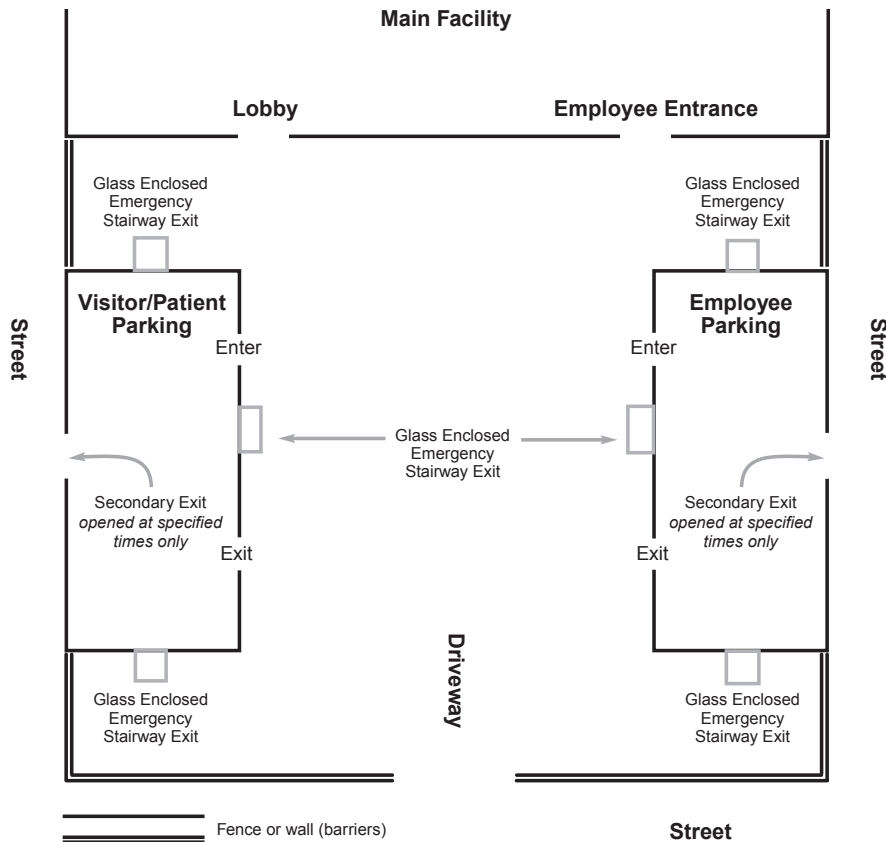 Main Facility
Lobby
Employee Entrance
Glass Enclosed
Emergency
Stairway Exit
Glass Enclosed
Emergency
Stairway Exit
Street
Visitor/Patient
Parking
Enter
Employee
Parking
Enter
Street
Glass Enclosed
Emergency
Stairway Exit
Secondary Exit
opened at specified
times only
Secondary Exit
opened at specified
times only
Exit
Exit
Driveway
Glass Enclosed
Emergency
Stairway Exit
Glass Enclosed
Emergency
Stairway Exit
Fence or wall (barriers)
Street